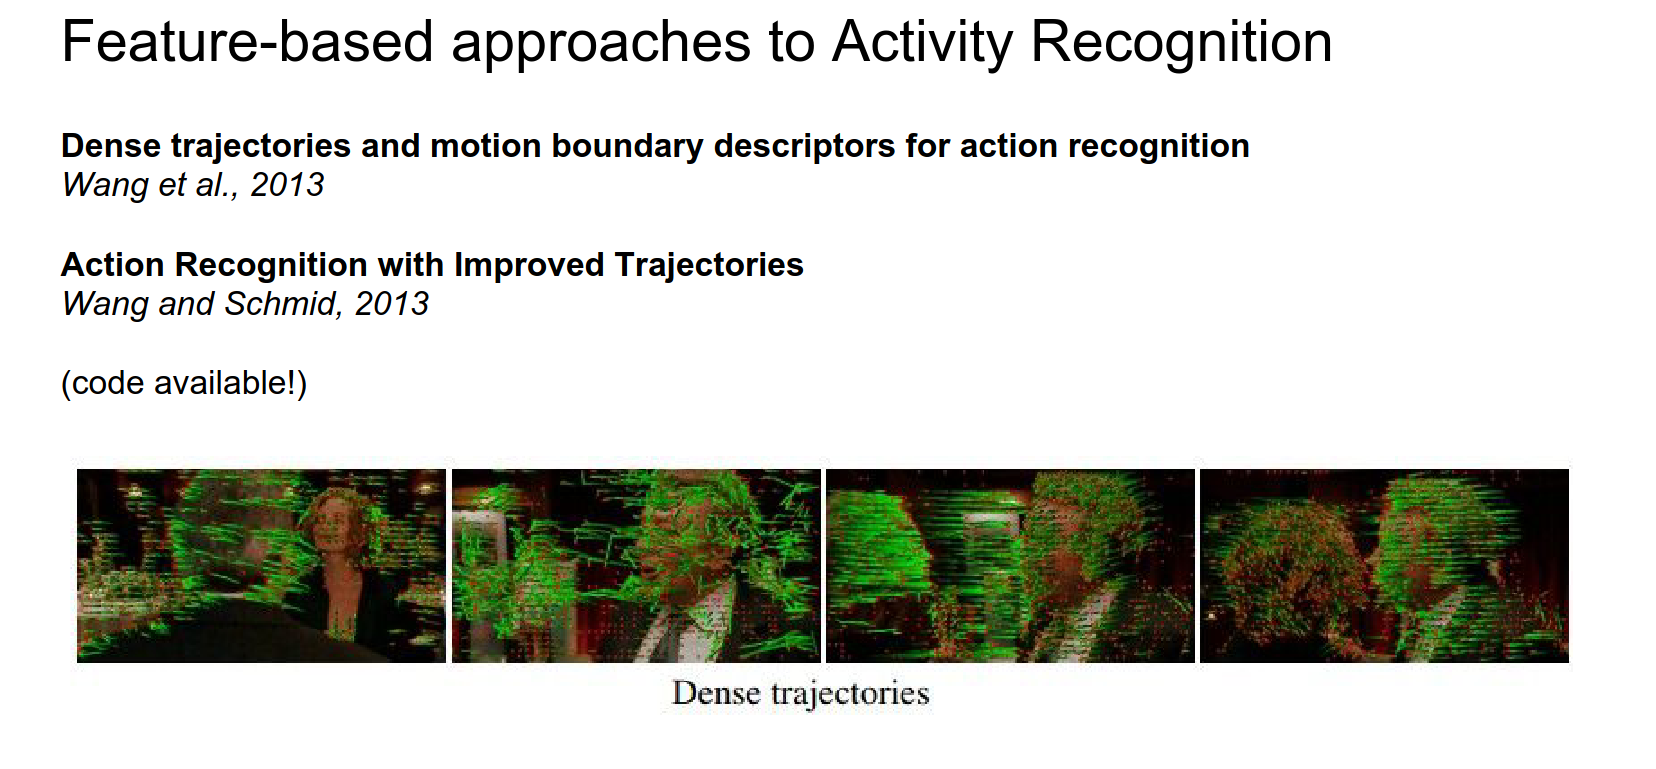 Feature-based approaches to Activity Recognition
Dense trajectories and motion boundary descriptors for action recognition
Wang et al., 2013
Action Recognition with Improved Trajectories
Wang and Schmid, 2013
(code available!)
Dense trajectories